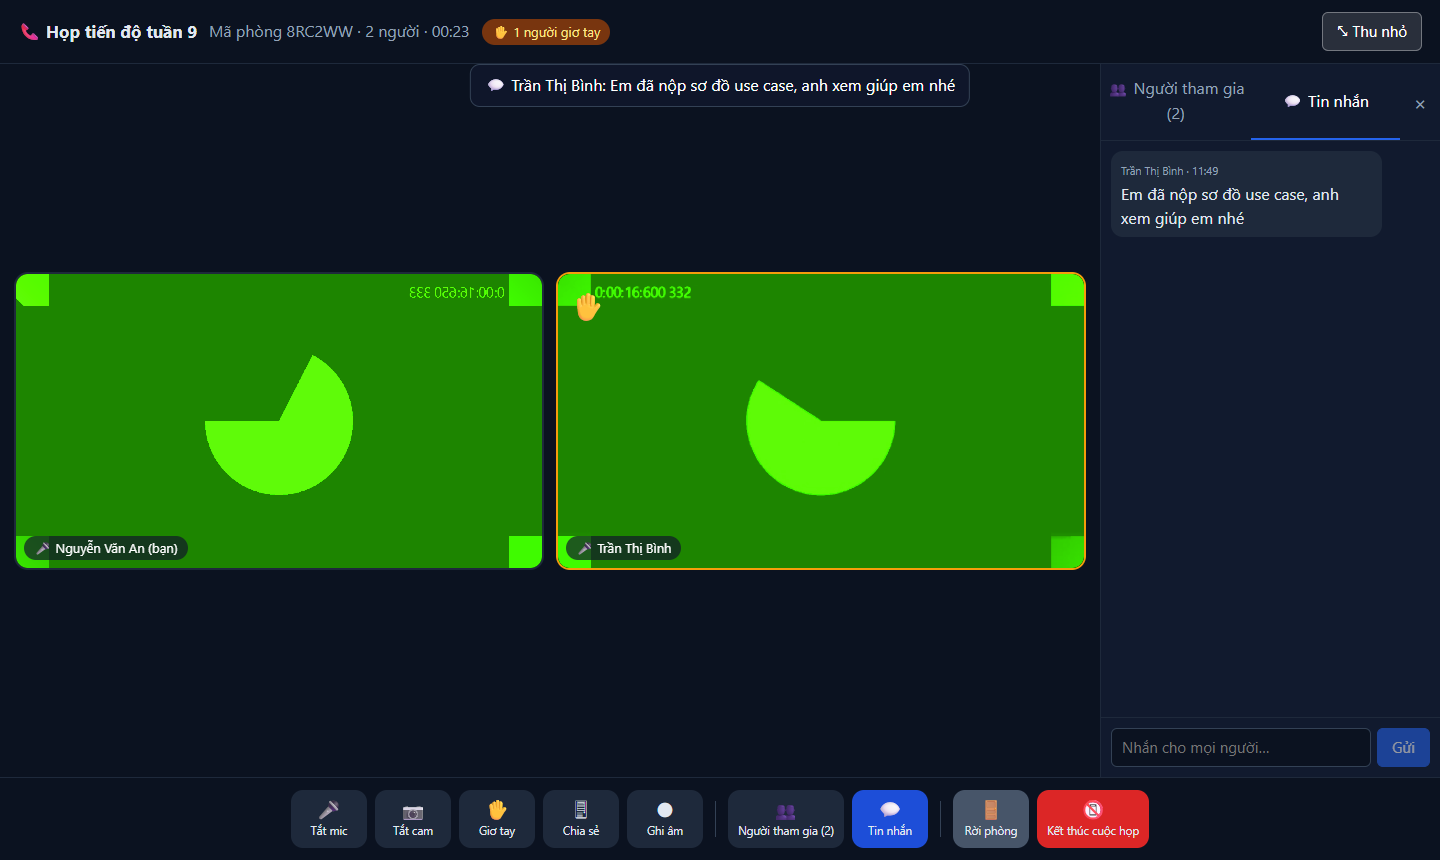 Họp tiến độ tuần 9 Mã phòng 8RC2WW · 2 người · 00:23 1 người giơ tay
Thu nhỏ
Trần Thị Bình: Em đã nộp sơ đồ use case, anh xem giúp em nhé
Người tham gia
(2)
Tin nhắn
×
Trần Thị Bình · 11:49
Em đã nộp sơ đồ use case, anh
xem giúp em nhé
0:00:16:650 333
0:00:16:600 332
Nguyễn Văn An (bạn)
Trần Thị Bình
Nhắn cho mọi người...
Gửi
Tắt mic
Tắt cam
Giơ tay
Chia sẻ
Ghi âm
Người tham gia (2)
Tin nhắn
Rời phòng
Kết thúc cuộc họp